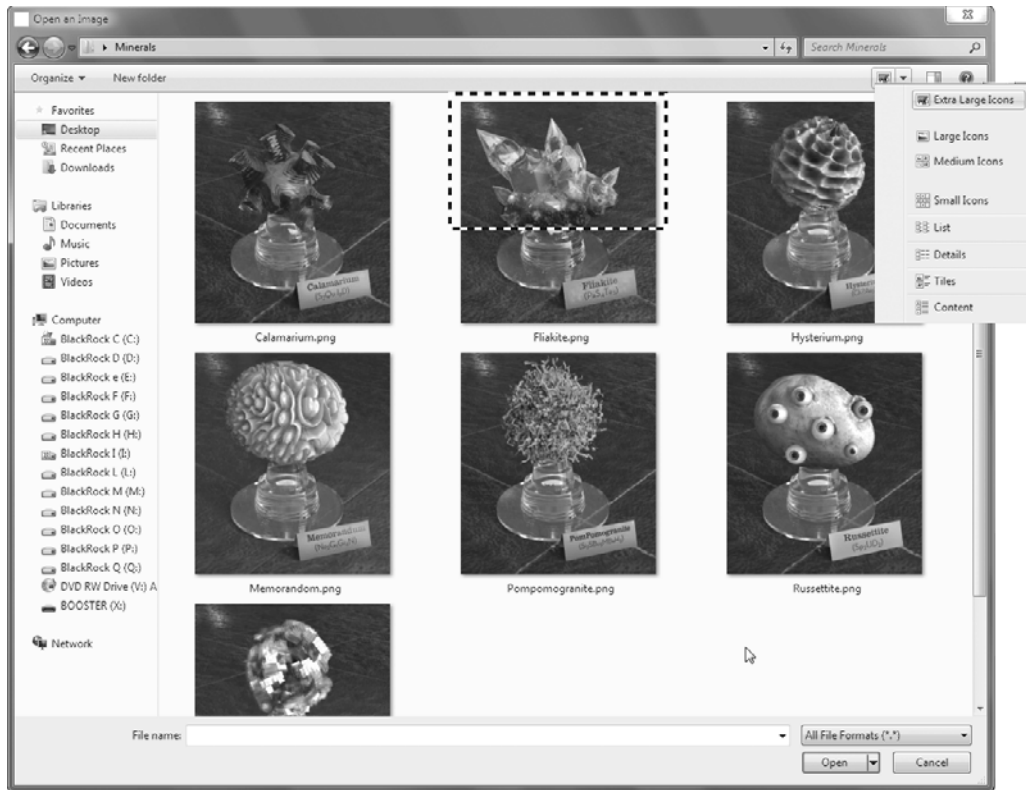 Open an Image
Minerals
Search Minerals
Organize
New folder
Extra Large Icons
Large Icons
Medium Icons
Small Icons
List
Details
Tiles
Content
Favorites
Desktop
Recent Places
Downloads
Libraries
Documents
Music
Pictures
Videos
Computer
BlackRock C (C:)
BlackRock D (D:)
BlackRock e (E:)
BlackRock F (F:)
BlackRock G (G:)
BlackRock H (H:)
BlackRock I (I:)
BlackRock L (L:)
BlackRock M (M:)
BlackRock N (N:)
BlackRock O (O:)
BlackRock P (P:)
BlackRock Q (Q:)
DVD RW Drive (V:) A
BOOSTER (X:)
Network
Calamarium
Calamarium.png
Fliakite
Fliakite.png
Hysterium.png
Memorandum
Memorandom.png
PomPomogranite
Pompomogranite.png
Russettite
Russettite.png
File name:
All File Formats (*.*)
Open
Cancel